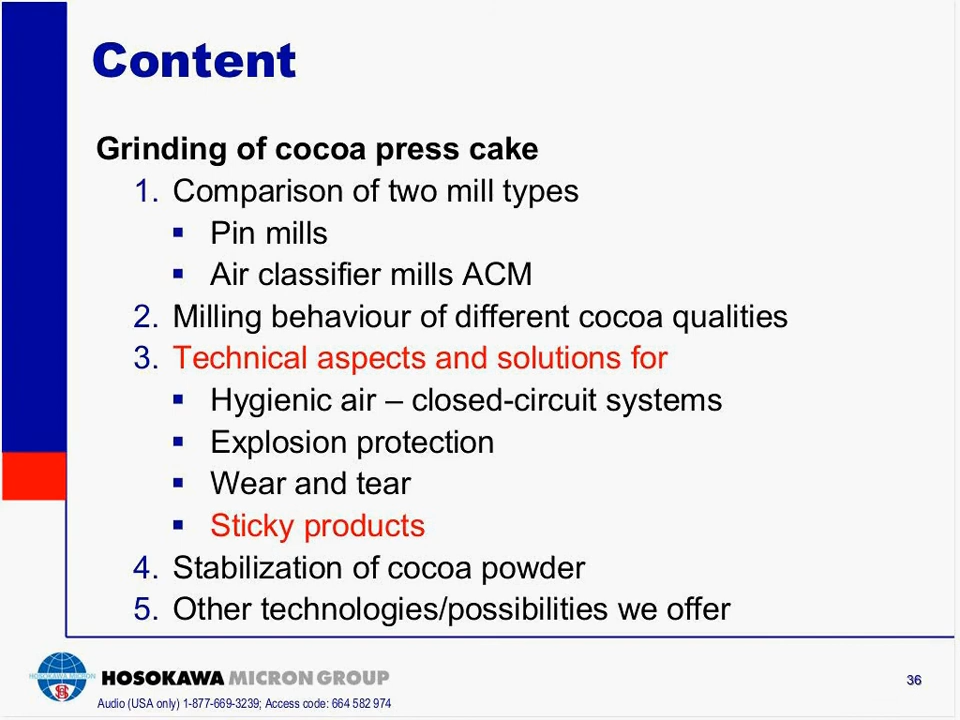 Content
Grinding of cocoa press cake
1. Comparison of two mill types
▪ Pin mills
▪ Air classifier mills ACM
2. Milling behaviour of different cocoa qualities
3. Technical aspects and solutions for
▪ Hygienic air – closed-circuit systems
▪ Explosion protection
▪ Wear and tear
▪ Sticky products
4. Stabilization of cocoa powder
5. Other technologies/possibilities we offer
HOSOKAWA MICRON
HOSOKAWA MICRON GROUP
36
Audio (USA only) 1-877-669-3239; Access code: 664 582 974